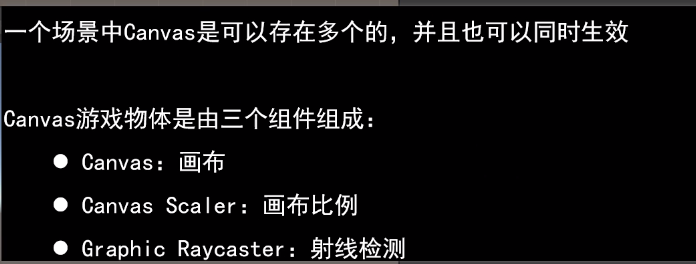 一个场景中Canvas是可以存在多个的，并且也可以同时生效
Canvas游戏物体是由三个组件组成：
● Canvas：画布
● Canvas Scaler：画布比例
● Graphic Raycaster：射线检测